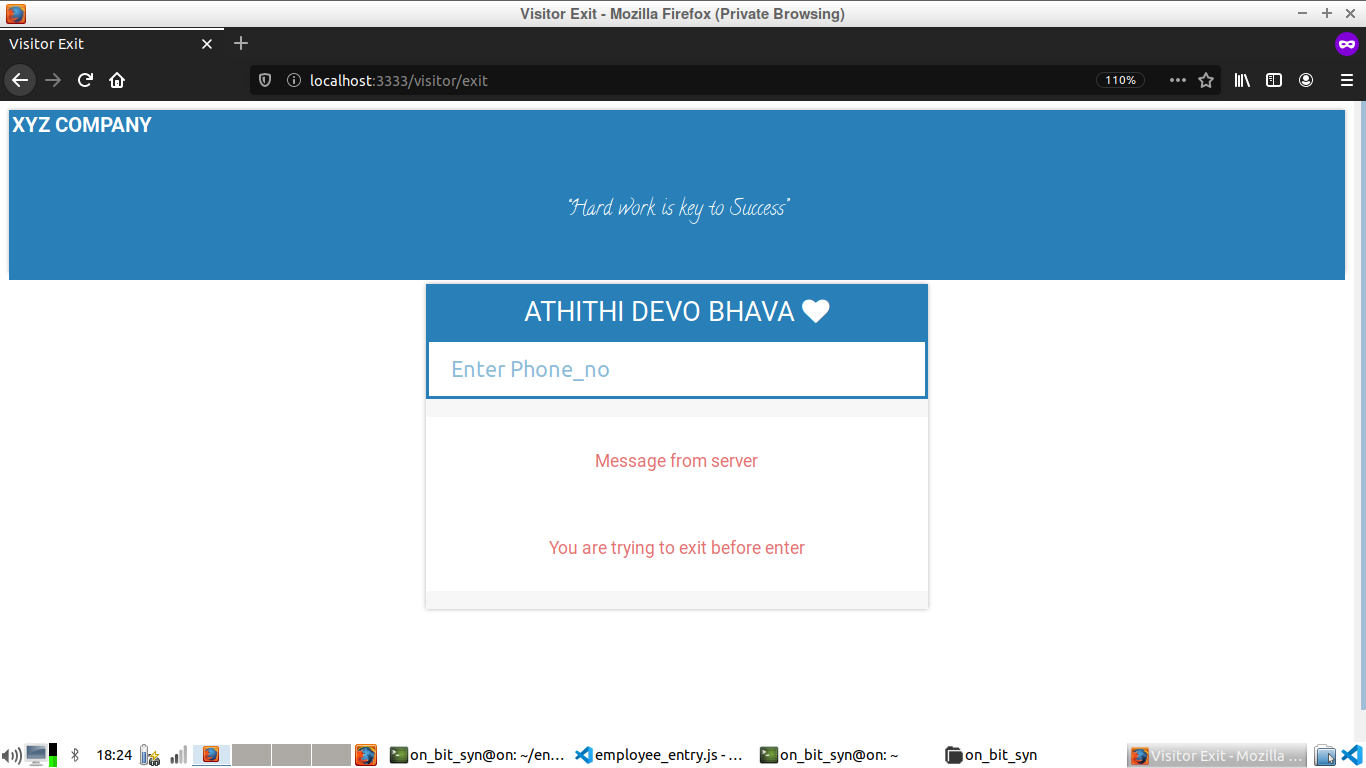 Visitor Exit - Mozilla Firefox (Private Browsing)
Visitor Exit
localhost:3333/visitor/exit
110%
XYZ COMPANY
“Hard work is key to Success”
ATHITHI DEVO BHAVA
Enter Phone_no
Message from server
You are trying to exit before enter
18:24
on_bit_syn@on: ~/en...
employee_entry.js - ...
on_bit_syn@on: ~
on_bit_syn
Visitor Exit - Mozilla ...